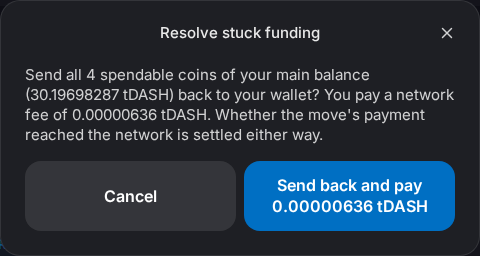 Resolve stuck funding
Send all 4 spendable coins of your main balance
(30.19698287 tDASH) back to your wallet? You pay a network
fee of 0.00000636 tDASH. Whether the move's payment
reached the network is settled either way.
Cancel
Send back and pay
0.00000636 tDASH